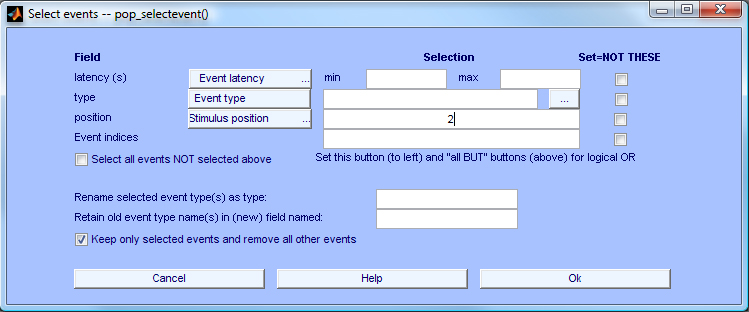 Select events -- pop_selectevent()
Field Selection Set=NOT THESE
latency (s) Event latency ... min max
type Event type ...
position Stimulus position ... 2
Event indices
Select all events NOT selected above Set this button (to left) and "all BUT" buttons (above) for logical OR
Rename selected event type(s) as type:
Retain old event type name(s) in (new) field named:
Keep only selected events and remove all other events
Cancel Help Ok